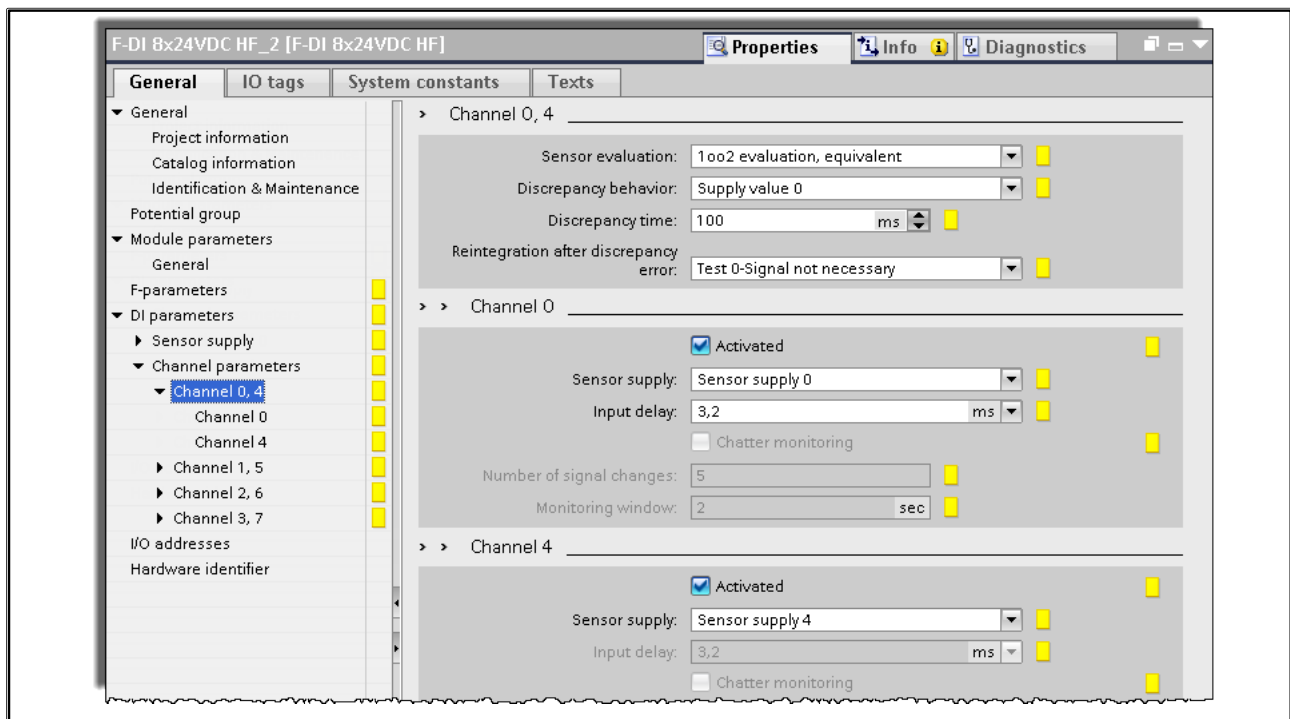 F-DI 8x24VDC HF_2 [F-DI 8x24VDC HF]
Properties
Info
Diagnostics
General
IO tags
System constants
Texts
General
Project information
Catalog information
Identification & Maintenance
Potential group
Module parameters
General
F-parameters
DI parameters
Sensor supply
Channel parameters
Channel 0, 4
Channel 0
Channel 4
Channel 1, 5
Channel 2, 6
Channel 3, 7
I/O addresses
Hardware identifier
Channel 0, 4
Sensor evaluation: 1oo2 evaluation, equivalent
Discrepancy behavior: Supply value 0
Discrepancy time: 100 ms
Reintegration after discrepancy
error: Test 0-Signal not necessary
Channel 0
Activated
Sensor supply: Sensor supply 0
Input delay: 3,2 ms
Chatter monitoring
Number of signal changes: 5
Monitoring window: 2 sec
Channel 4
Activated
Sensor supply: Sensor supply 4
Input delay: 3,2 ms
Chatter monitoring